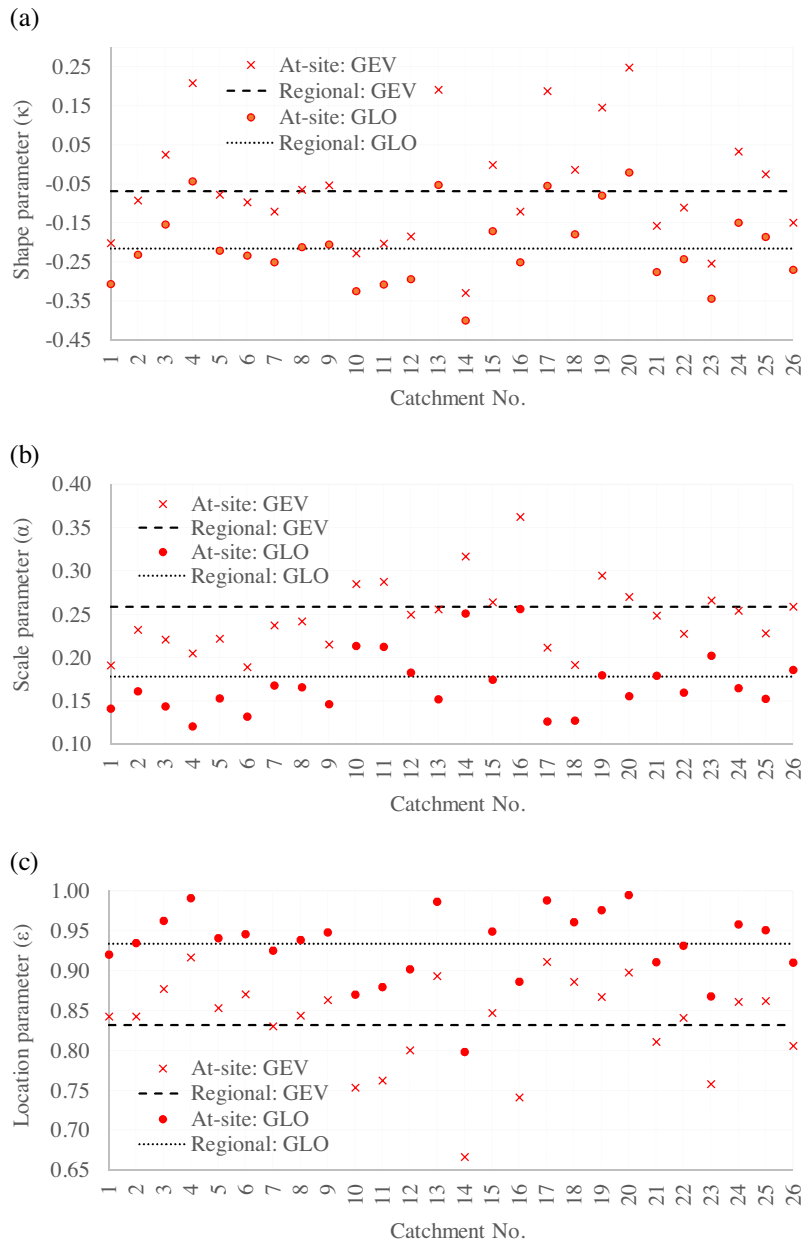 (a)
0.25
0.15
0.05
-0.05
-0.15
-0.25
-0.35
-0.45
Shape parameter (κ)
At-site: GEV
Regional: GEV
At-site: GLO
Regional: GLO
1 2 3 4 5 6 7 8 9 10 11 12 13 14 15 16 17 18 19 20 21 22 23 24 25 26
Catchment No.
(b)
0.40
0.35
0.30
0.25
0.20
0.15
0.10
Scale parameter (α)
At-site: GEV
Regional: GEV
At-site: GLO
Regional: GLO
1 2 3 4 5 6 7 8 9 10 11 12 13 14 15 16 17 18 19 20 21 22 23 24 25 26
Catchment No.
(c)
1.00
0.95
0.90
0.85
0.80
0.75
0.70
0.65
Location parameter (ε)
At-site: GEV
Regional: GEV
At-site: GLO
Regional: GLO
1 2 3 4 5 6 7 8 9 10 11 12 13 14 15 16 17 18 19 20 21 22 23 24 25 26
Catchment No.